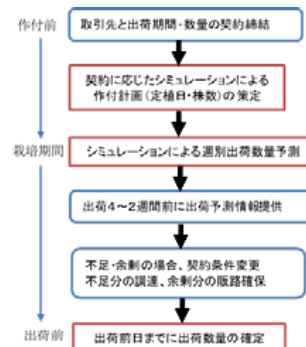 作付前
取引先と出荷期間・数量の契約締結
契約に応じたシミュレーションによる
作付計画(定植日・株数)の策定
栽培期間
シミュレーションによる週別出荷数量予測
出荷4～2週間前に出荷予測情報提供
不足・余剰の場合、契約条件変更
不足分の調達、余剰分の販路確保
出荷前
出荷前日までに出荷数量の確定